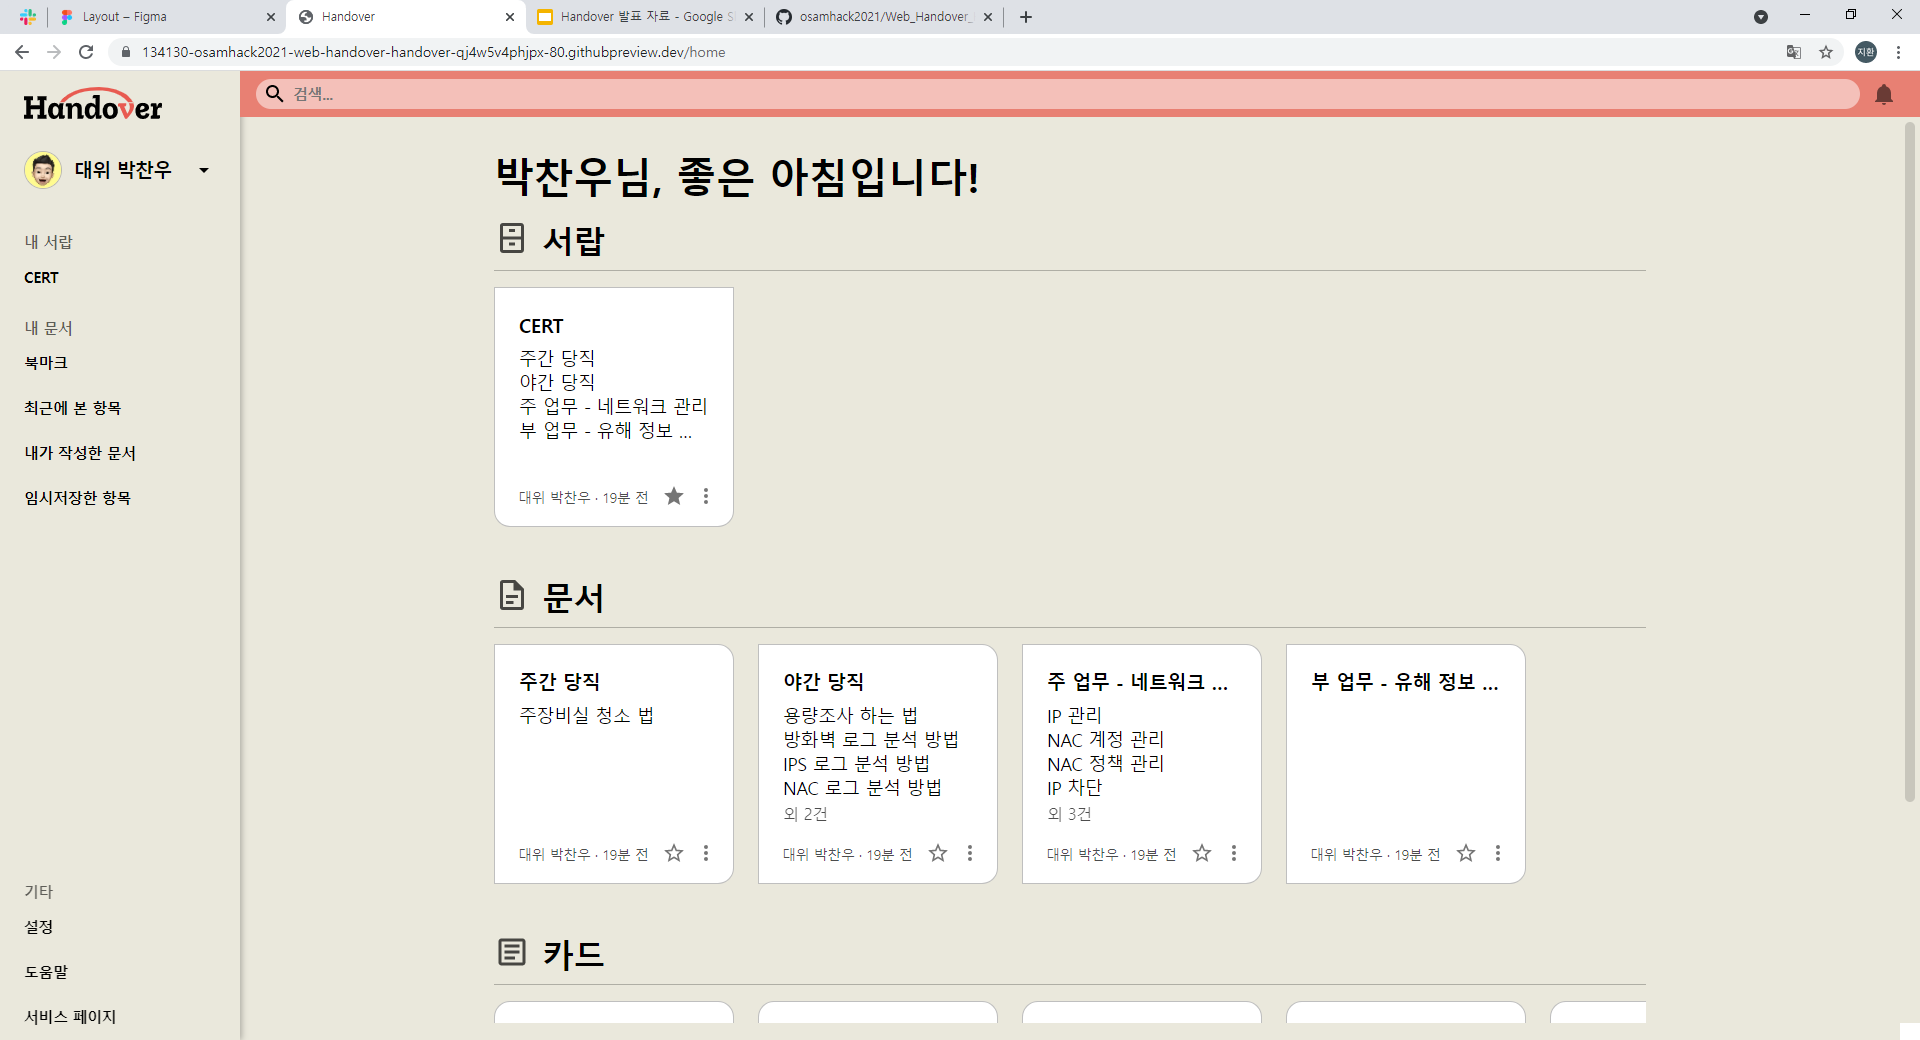 Layout – Figma
Handover
Handover 발표 자료 - Google S
osamhack2021/Web_Handover_
134130-osamhack2021-web-handover-handover-qj4w5v4phjpx-80.githubpreview.dev/home
지환
Handover
검색...
대위 박찬우
내 서랍
CERT
내 문서
북마크
최근에 본 항목
내가 작성한 문서
임시저장한 항목
기타
설정
도움말
서비스 페이지
박찬우님, 좋은 아침입니다!
서랍
CERT
주간 당직
야간 당직
주 업무 - 네트워크 관리
부 업무 - 유해 정보 ...
대위 박찬우 · 19분 전
문서
주간 당직
주장비실 청소 법
대위 박찬우 · 19분 전
야간 당직
용량조사 하는 법
방화벽 로그 분석 방법
IPS 로그 분석 방법
NAC 로그 분석 방법
외 2건
대위 박찬우 · 19분 전
주 업무 - 네트워크 ...
IP 관리
NAC 계정 관리
NAC 정책 관리
IP 차단
외 3건
대위 박찬우 · 19분 전
부 업무 - 유해 정보 ...
대위 박찬우 · 19분 전
카드